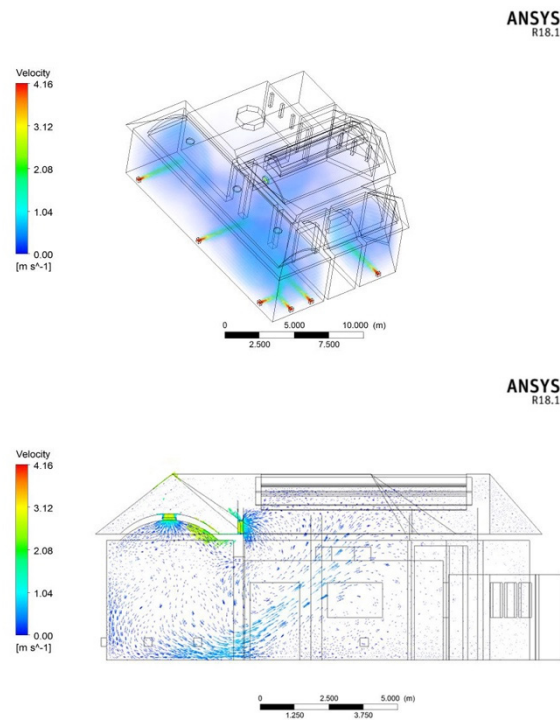 ANSYS
R18.1
Velocity
4.16
3.12
2.08
1.04
0.00
[m s^-1]
0 5.000 10.000 (m)
2.500 7.500
ANSYS
R18.1
Velocity
4.16
3.12
2.08
1.04
0.00
[m s^-1]
0 2.500 5.000 (m)
1.250 3.750